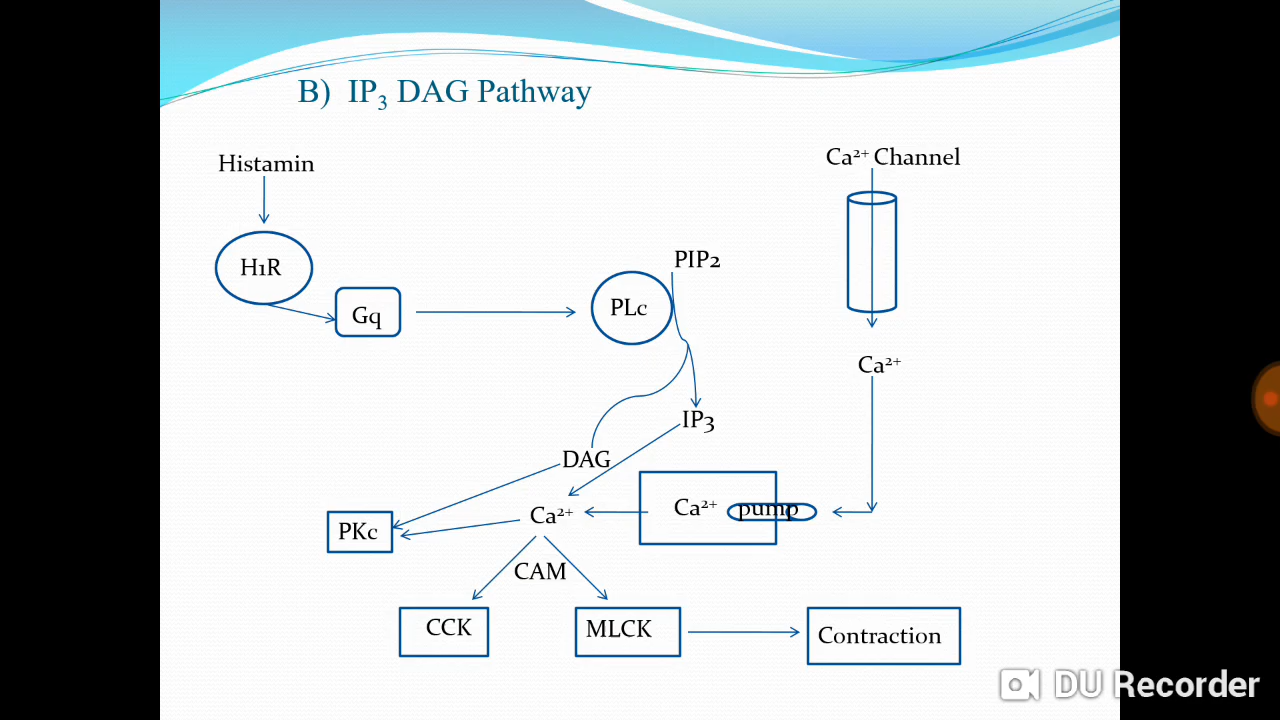 B) IP₃ DAG Pathway
Histamin
Ca²⁺ Channel
H1R
PIP2
Gq
PLc
Ca²⁺
IP3
DAG
Ca²⁺ pump
Ca²⁺
PKc
CAM
CCK
MLCK
Contraction
DU Recorder